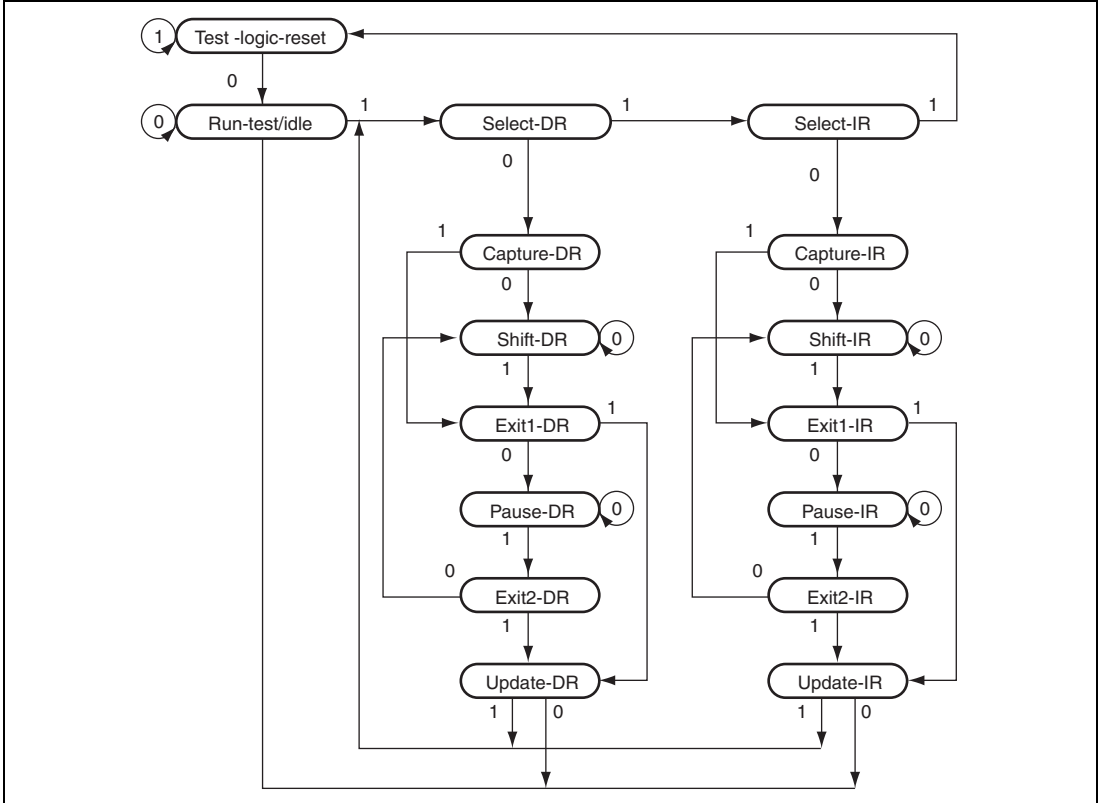 1 Test -logic-reset
0
0 Run-test/idle 1 Select-DR 1 Select-IR 1
0 0
1 1
Capture-DR Capture-IR
0 0
Shift-DR 0 Shift-IR 0
1 1
1 1
Exit1-DR Exit1-IR
0 0
Pause-DR 0 Pause-IR 0
1 1
0 0
Exit2-DR Exit2-IR
1 1
Update-DR Update-IR
1 0 1 0